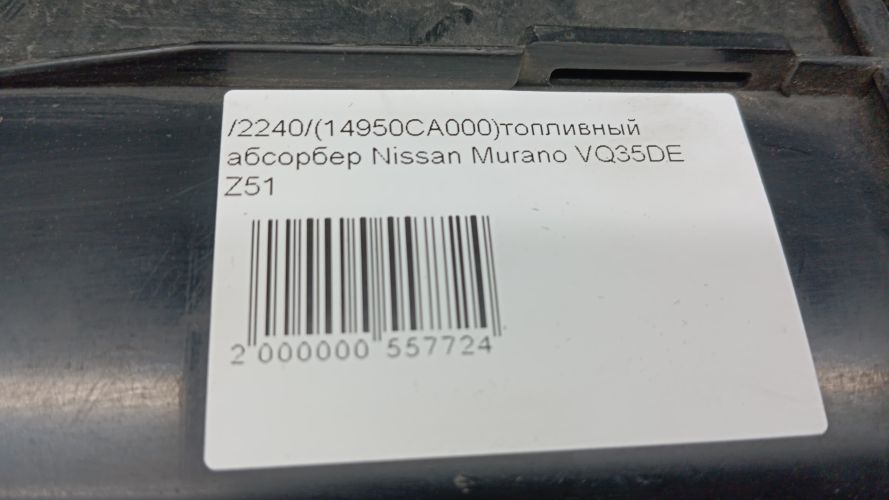 /2240/(14950CA000)топливный
абсорбер Nissan Murano VQ35DE
Z51
2 000000 557724